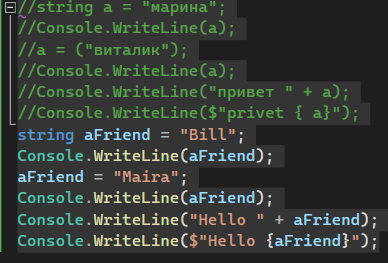 //string a = "марина";
//Console.WriteLine(a);
//a = ("виталик");
//Console.WriteLine(a);
//Console.WriteLine("привет " + a);
//Console.WriteLine($"privet { a}");
string aFriend = "Bill";
Console.WriteLine(aFriend);
aFriend = "Maira";
Console.WriteLine(aFriend);
Console.WriteLine("Hello " + aFriend);
Console.WriteLine($"Hello {aFriend}");